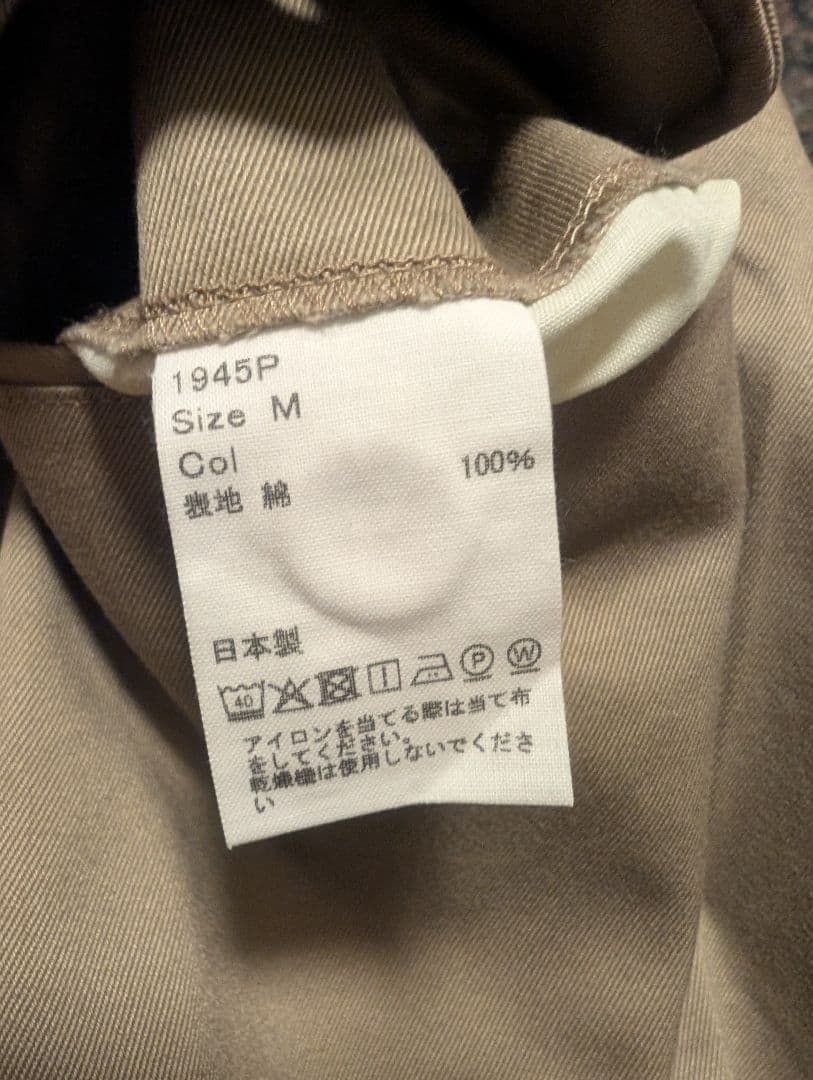 1945P
Size M
Col
表地 綿 100%
日本製
40 P W
アイロンを当てる際は当て布
をしてください。
乾燥機は使用しないでくださ
い